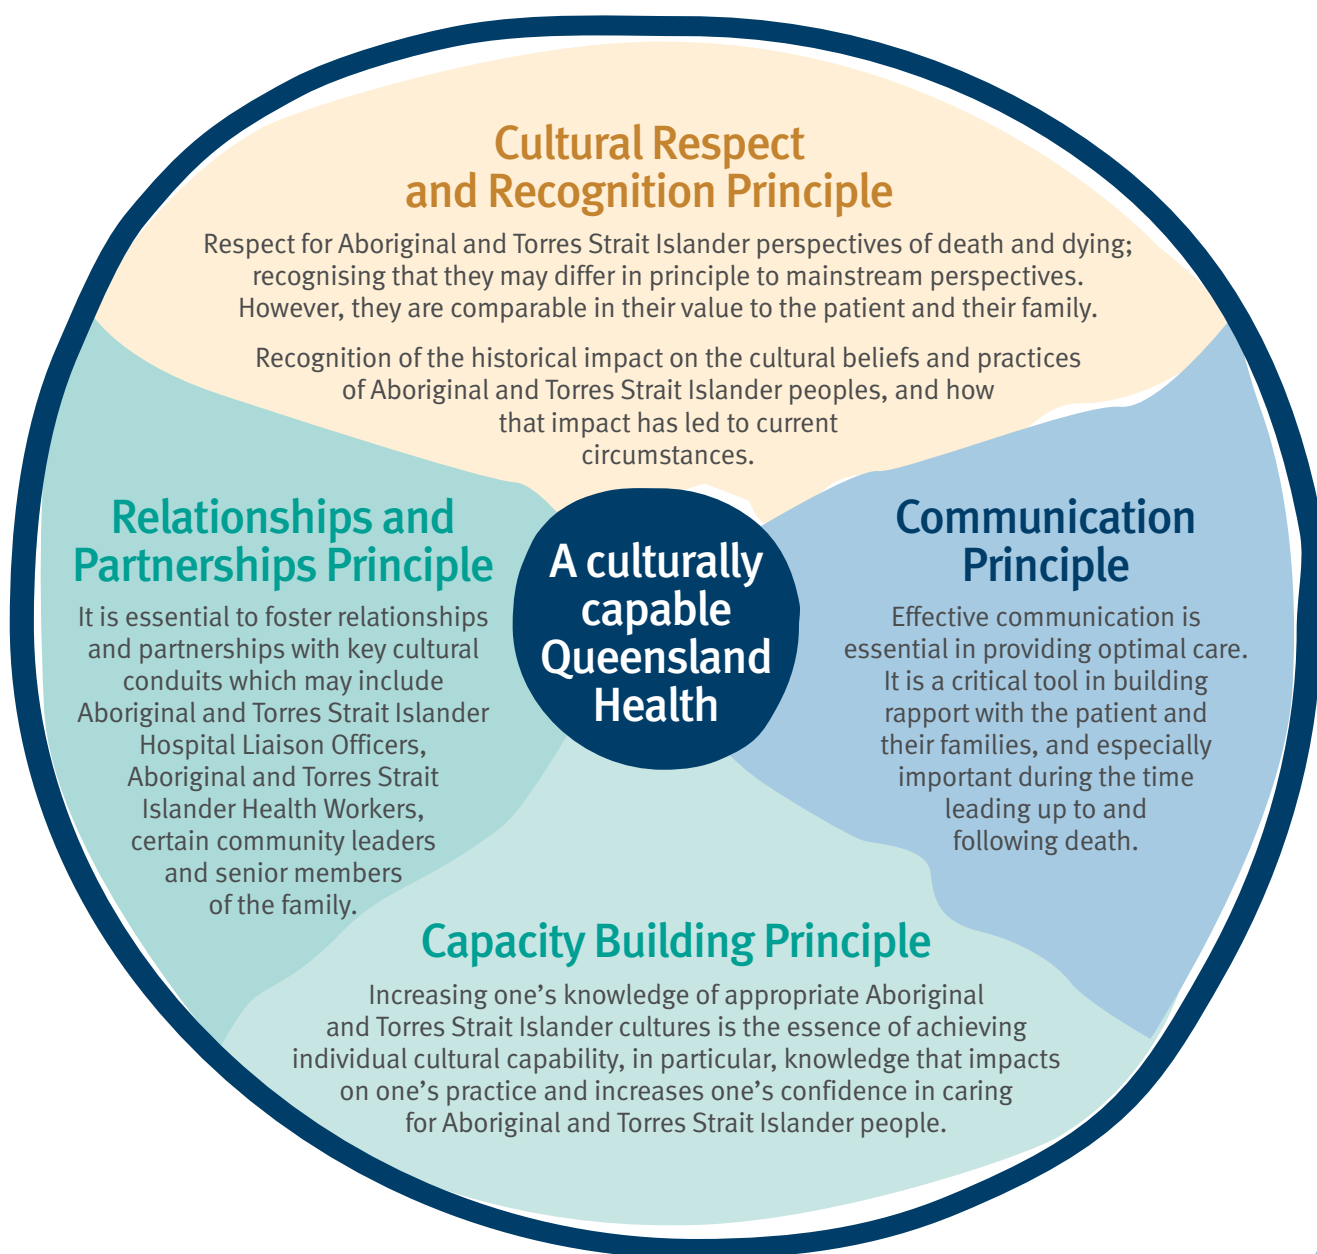 Cultural Respect
and Recognition Principle
Respect for Aboriginal and Torres Strait Islander perspectives of death and dying;
recognising that they may differ in principle to mainstream perspectives.
However, they are comparable in their value to the patient and their family.
Recognition of the historical impact on the cultural beliefs and practices
of Aboriginal and Torres Strait Islander peoples, and how
that impact has led to current
circumstances.
Relationships and
Partnerships Principle
It is essential to foster relationships
and partnerships with key cultural
conduits which may include
Aboriginal and Torres Strait Islander
Hospital Liaison Officers,
Aboriginal and Torres Strait
Islander Health Workers,
certain community leaders
and senior members
of the family.
A culturally
capable
Queensland
Health
Communication
Principle
Effective communication is
essential in providing optimal care.
It is a critical tool in building
rapport with the patient and
their families, and especially
important during the time
leading up to and
following death.
Capacity Building Principle
Increasing one’s knowledge of appropriate Aboriginal
and Torres Strait Islander cultures is the essence of achieving
individual cultural capability, in particular, knowledge that impacts
on one’s practice and increases one’s confidence in caring
for Aboriginal and Torres Strait Islander people.